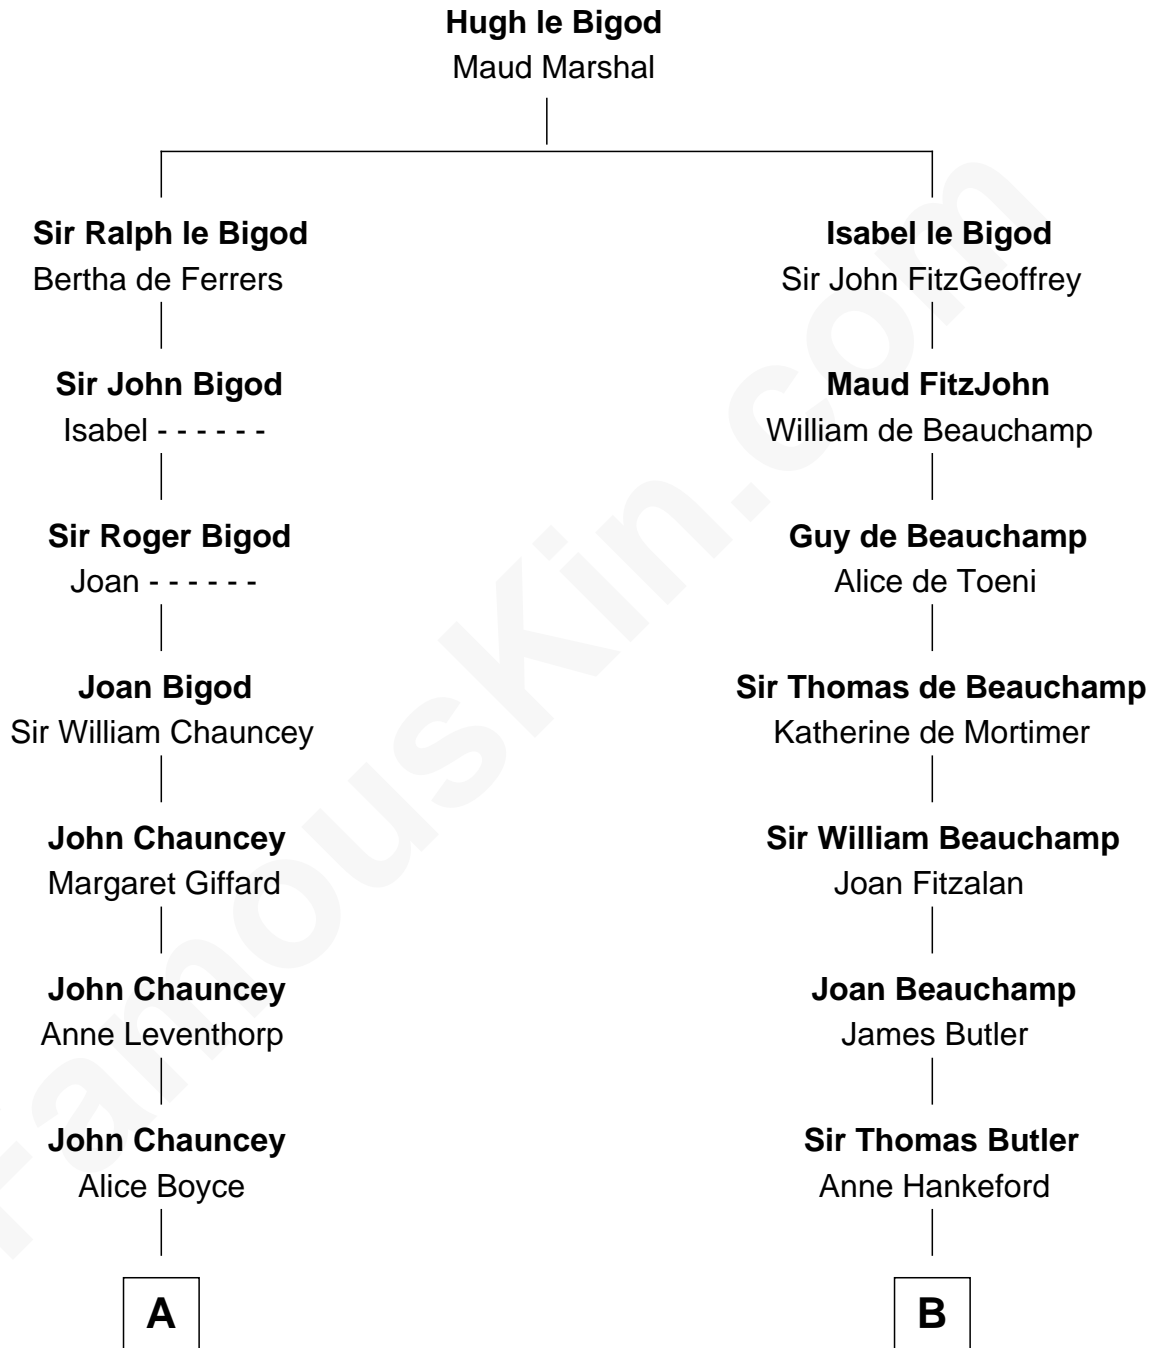 Hugh le Bigod
Maud Marshal
Sir Ralph le Bigod
Bertha de Ferrers
Isabel le Bigod
Sir John FitzGeoffrey
Sir John Bigod
Isabel - - - - - -
Maud FitzJohn
William de Beauchamp
Sir Roger Bigod
Joan - - - - - -
Guy de Beauchamp
Alice de Toeni
Joan Bigod
Sir William Chauncey
Sir Thomas de Beauchamp
Katherine de Mortimer
John Chauncey
Margaret Giffard
Sir William Beauchamp
Joan Fitzalan
John Chauncey
Anne Leventhorp
Joan Beauchamp
James Butler
John Chauncey
Alice Boyce
Sir Thomas Butler
Anne Hankeford
A
B
FamousKin.com